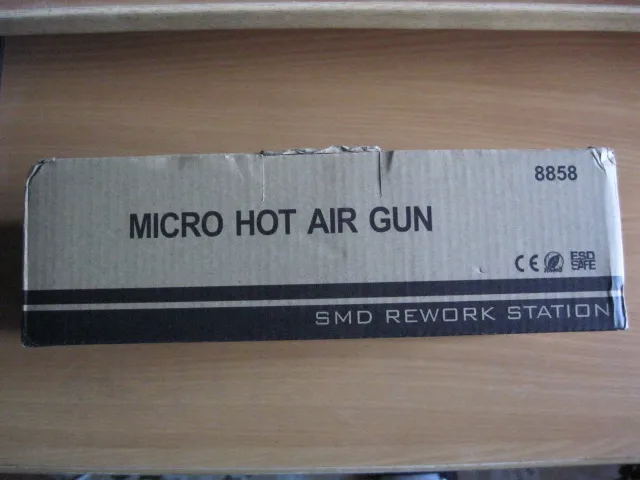 8858
MICRO HOT AIR GUN
CE ESD
SAFE
SMD REWORK STATION